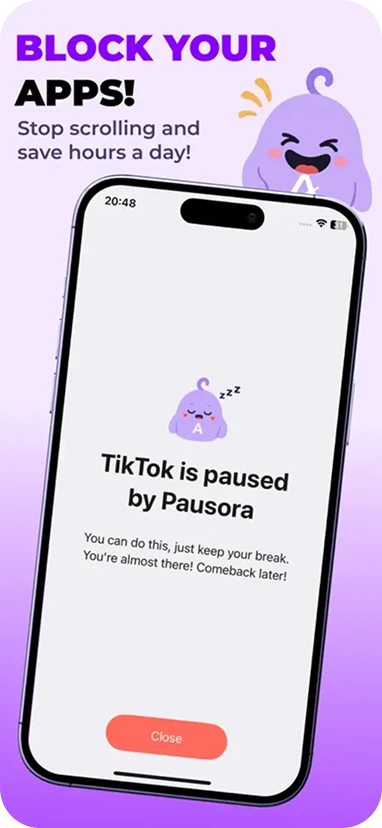 BLOCK YOUR
APPS!
Stop scrolling and
save hours a day!
20:48
31
zzz
A
TikTok is paused
by Pausora
You can do this, just keep your break.
You're almost there! Comeback later!
Close